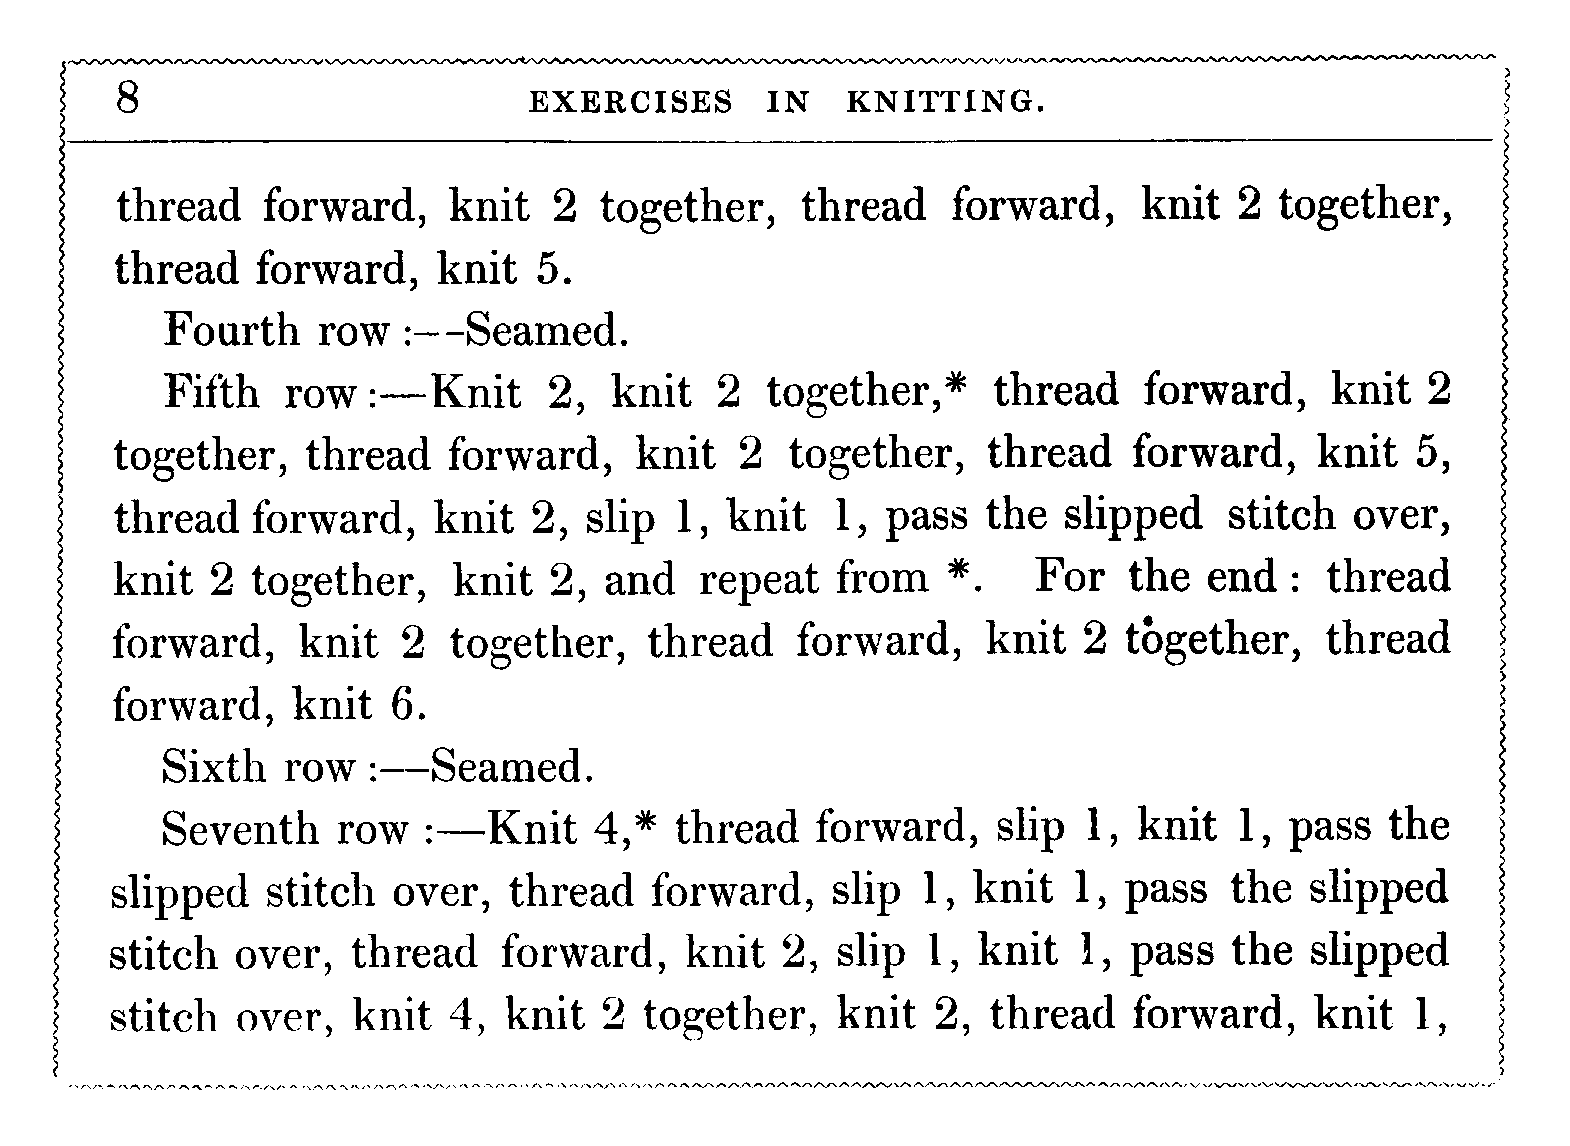 8 EXERCISES IN KNITTING.
thread forward, knit 2 together, thread forward, knit 2 together,
thread forward, knit 5.
Fourth row :--Seamed.
Fifth row :—Knit 2, knit 2 together,* thread forward, knit 2
together, thread forward, knit 2 together, thread forward, knit 5,
thread forward, knit 2, slip 1, knit 1, pass the slipped stitch over,
knit 2 together, knit 2, and repeat from *. For the end : thread
forward, knit 2 together, thread forward, knit 2 together, thread
forward, knit 6.
Sixth row :—Seamed.
Seventh row :—Knit 4,* thread forward, slip 1, knit 1, pass the
slipped stitch over, thread forward, slip 1, knit 1, pass the slipped
stitch over, thread forward, knit 2, slip 1, knit 1, pass the slipped
stitch over, knit 4, knit 2 together, knit 2, thread forward, knit 1,